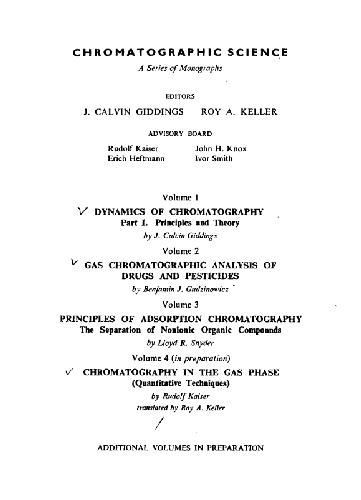 CHROMATOGRAPHIC SCIENCE
A Series of Monographs
EDITORS
J. CALVIN GIDDINGS ROY A. KELLER
ADVISORY BOARD
Rudolf Kaiser John H. Knox
Erich Heftmann Ivor Smith
Volume 1
DYNAMICS OF CHROMATOGRAPHY
Part I. Principles and Theory
by J. Calvin Giddings
Volume 2
GAS CHROMATOGRAPHIC ANALYSIS OF
DRUGS AND PESTICIDES
by Benjamin J. Gudzinowicz
Volume 3
PRINCIPLES OF ADSORPTION CHROMATOGRAPHY
The Separation of Nonionic Organic Compounds
by Lloyd R. Snyder
Volume 4 (in preparation)
CHROMATOGRAPHY IN THE GAS PHASE
(Quantitative Techniques)
by Rudolf Kaiser
translated by Roy A. Keller
ADDITIONAL VOLUMES IN PREPARATION